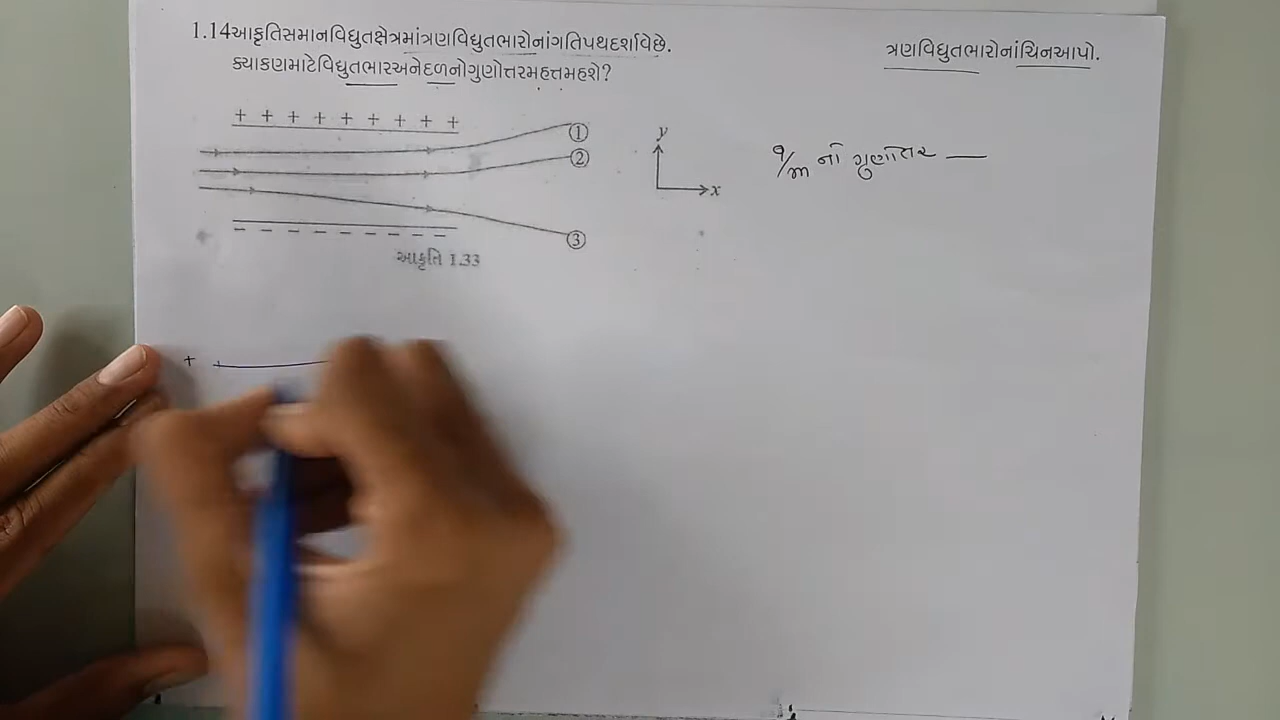 1.14આકૃતિસમાનવિદ્યુતક્ષેત્રમાંત્રણવિદ્યુતભારોનાંગતિપથદર્શાવેછે.
ત્રણવિદ્યુતભારોનાંચિનઆપો.
ક્યાકણમાટેવિદ્યુતભારઅનેદળનોગુણોત્તરમહત્તમહશે?
+ + + + + + + + +
1
2
3
y
x
q/m નો ગુણોતર —
– – – – – – – –
આકૃતિ 1.33
+